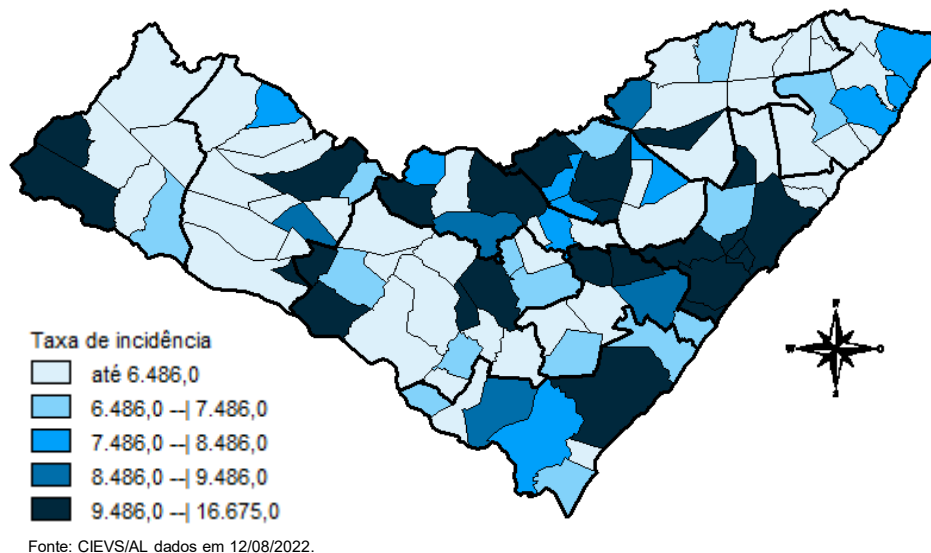 Taxa de incidência
até 6.486,0
6.486,0 --| 7.486,0
7.486,0 --| 8.486,0
8.486,0 --| 9.486,0
9.486,0 --| 16.675,0
N
W O
S
Fonte: CIEVS/AL dados em 12/08/2022.